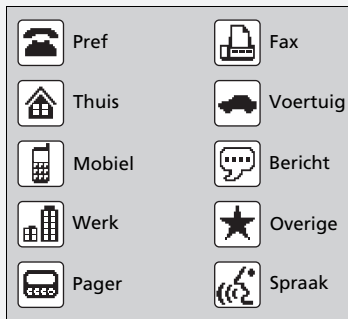 Pref
Fax
Thuis
Voertuig
Mobiel
Bericht
Werk
Overige
Pager
Spraak